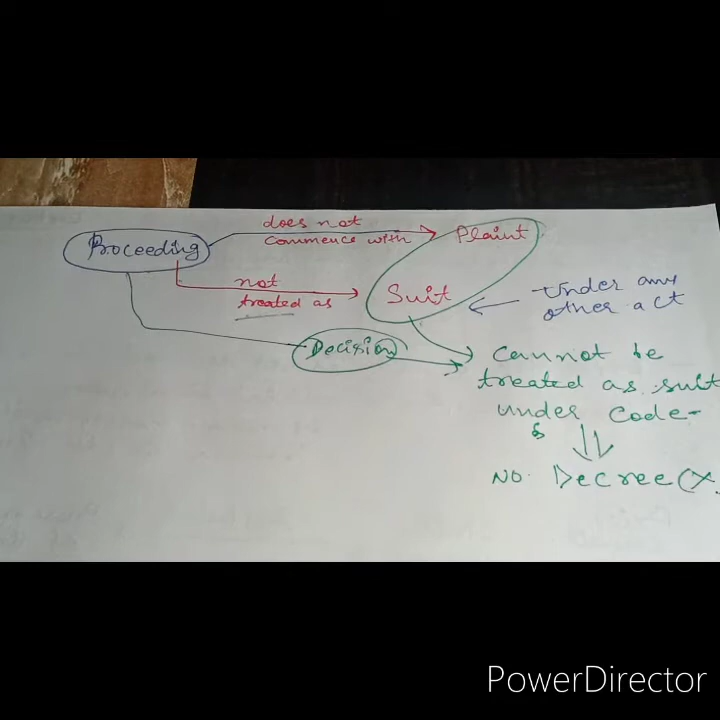 does not
commence with
Plaint
Proceeding
not
treated as
Suit
Under any
other act
Decision
Cannot be
treated as suit
under Code-
&
NO. Decree (X
PowerDirector